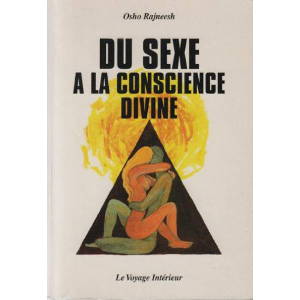 Osho Rajneesh
DU SEXE
A LA CONSCIENCE
DIVINE
Le Voyage Intérieur